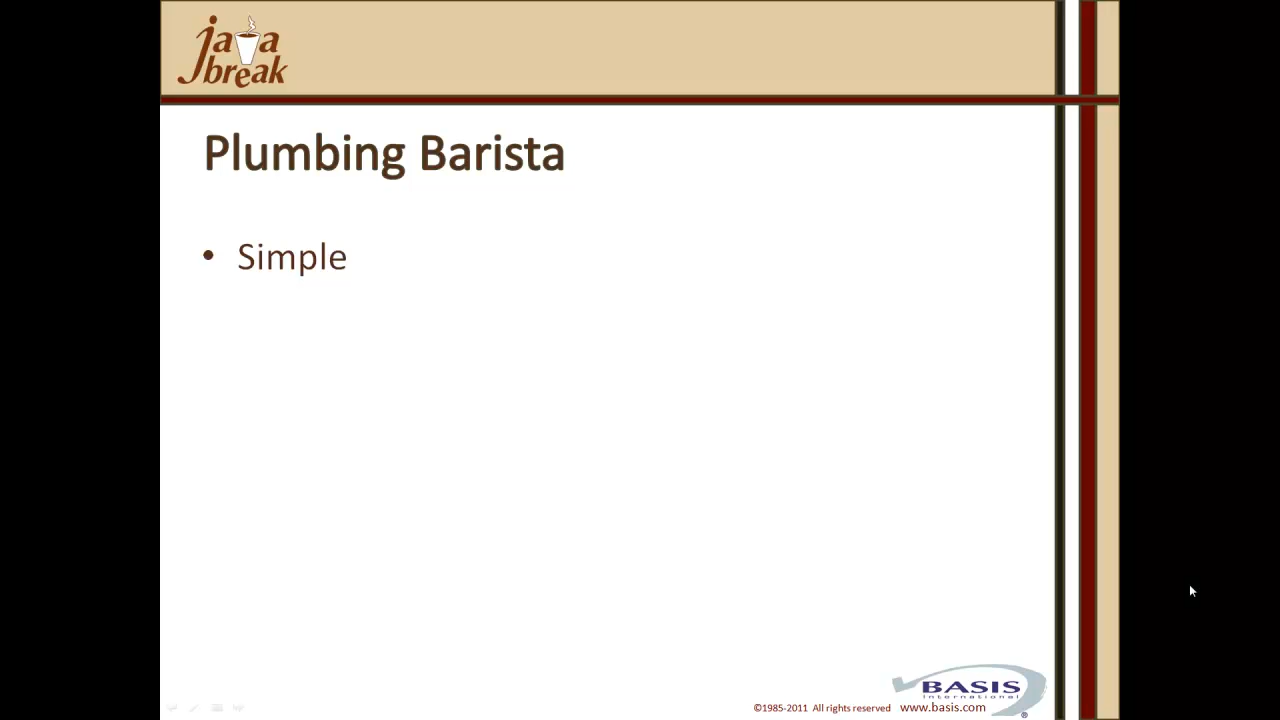 java
break
Plumbing Barista
• Simple
BASIS
International
®
©1985-2011 All rights reserved www.basis.com